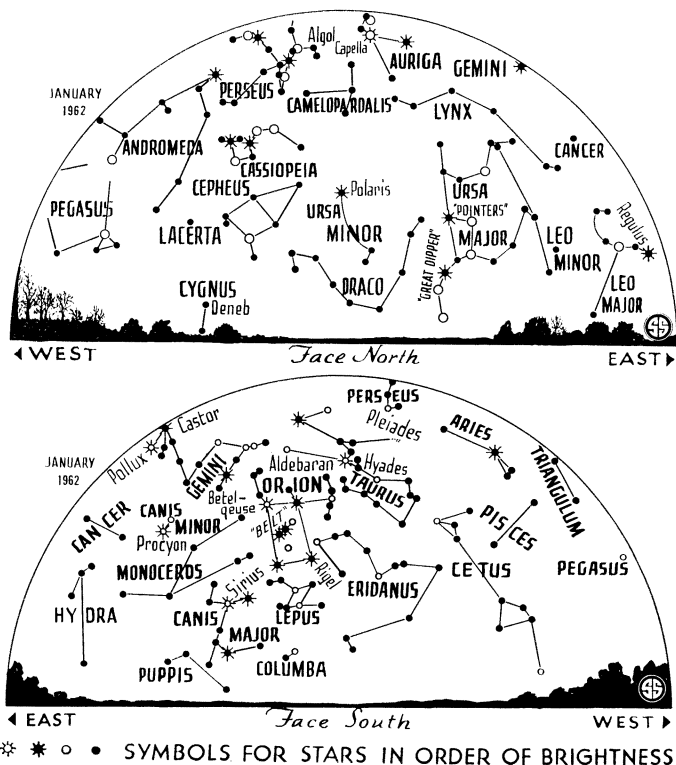 Algol
Capella
AURIGA
GEMINI
PERSEUS
JANUARY
1962
CAMELOPARDALIS
LYNX
ANDROMEDA
CANCER
CASSIOPEIA
CEPHEUS
Polaris
URSA
"POINTERS"
PEGASUS
URSA
MINOR
MAJOR
Regulus
LACERTA
LEO
MINOR
"GREAT DIPPER"
DRACO
CYGNUS
Deneb
LEO
MAJOR
WEST
Face North
EAST
PERSEUS
Pleiades
Castor
ARIES
Pollux
JANUARY
1962
GEMINI
Aldebaran
Hyades
TRIANGULUM
ORION
TAURUS
Betel-
geuse
CANCER
CANIS
MINOR
"BELT"
PISCES
Procyon
MONOCEROS
Sirius
Rigel
ERIDANUS
CETUS
PEGASUS
HYDRA
CANIS
MAJOR
LEPUS
PUPPIS
COLUMBA
EAST
Face South
WEST
SYMBOLS FOR STARS IN ORDER OF BRIGHTNESS